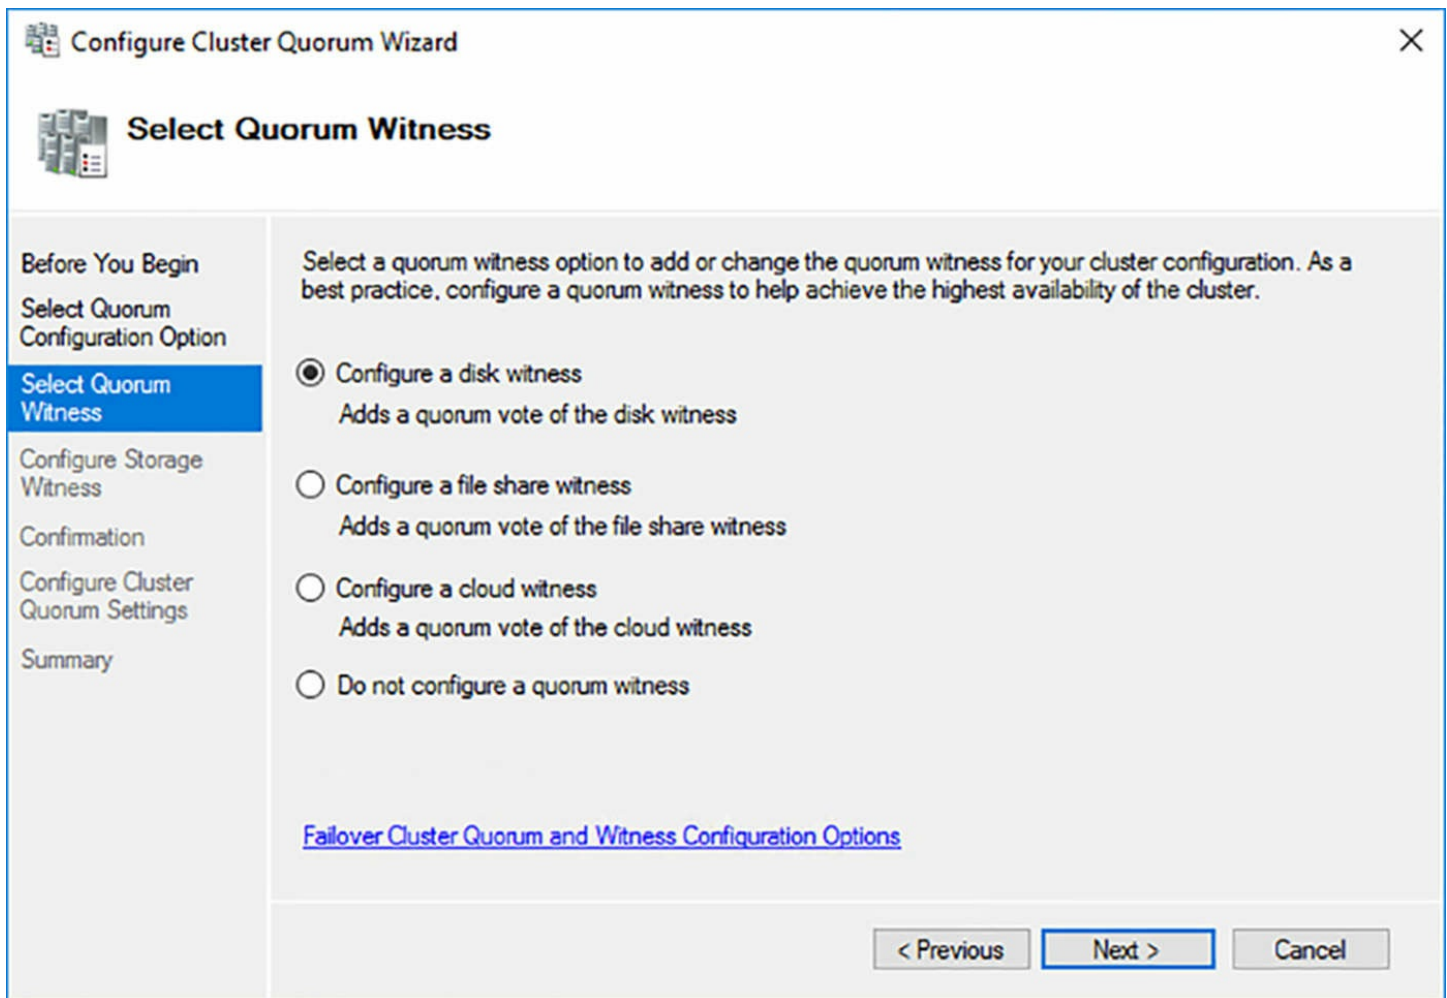 Configure Cluster Quorum Wizard
Select Quorum Witness
Before You Begin
Select Quorum
Configuration Option
Select Quorum
Witness
Configure Storage
Witness
Confirmation
Configure Cluster
Quorum Settings
Summary
Select a quorum witness option to add or change the quorum witness for your cluster configuration. As a
best practice, configure a quorum witness to help achieve the highest availability of the cluster.
Configure a disk witness
Adds a quorum vote of the disk witness
Configure a file share witness
Adds a quorum vote of the file share witness
Configure a cloud witness
Adds a quorum vote of the cloud witness
Do not configure a quorum witness
Failover Cluster Quorum and Witness Configuration Options
< Previous
Next >
Cancel